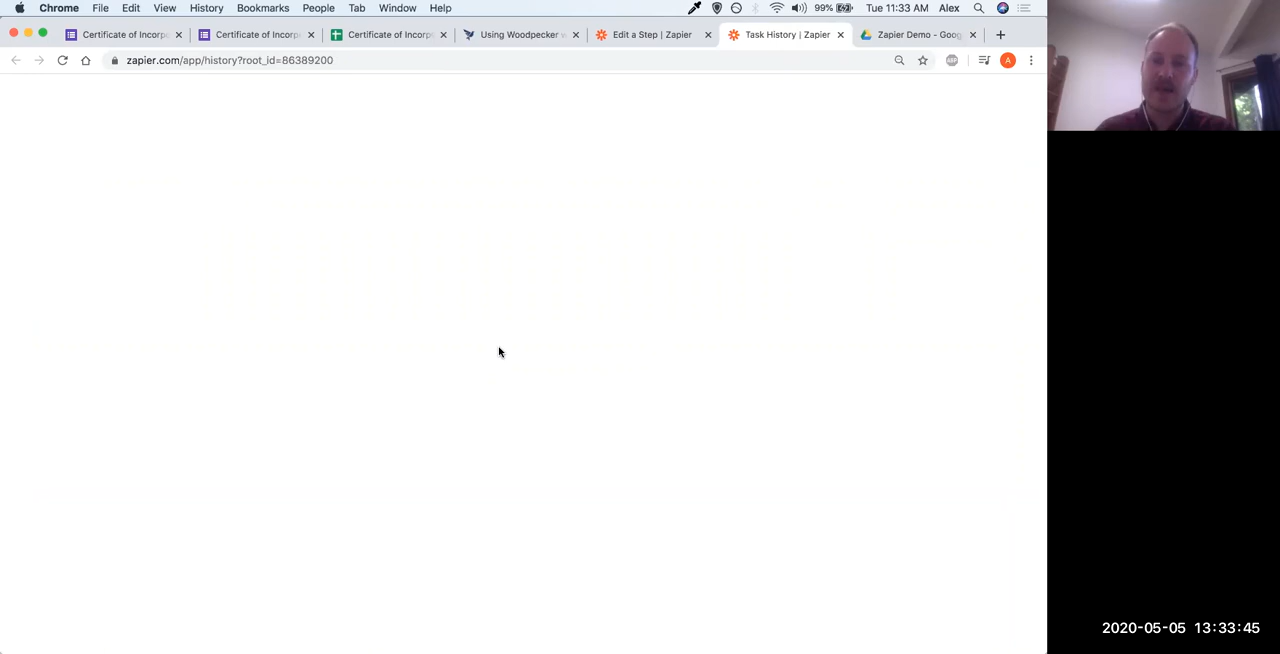 Chrome File Edit View History Bookmarks People Tab Window Help 99% Tue 11:33 AM Alex
Certificate of Incorp Certificate of Incorp Certificate of Incorp Using Woodpecker Edit a Step | Zapier Task History | Zapier Zapier Demo - Goog
zapier.com/app/history?root_id=86389200 A
2020-05-05 13:33:45